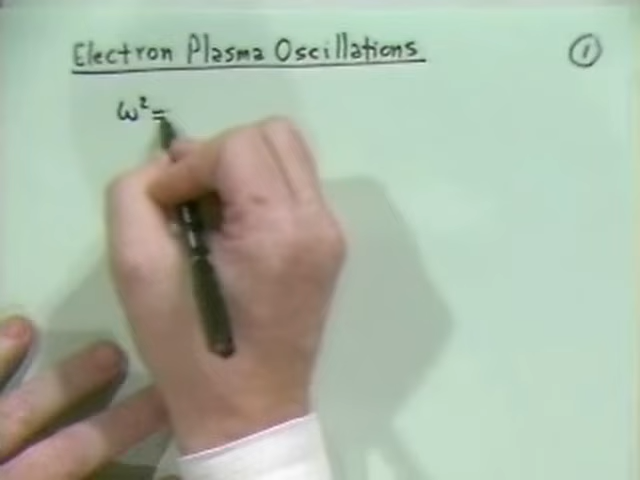 Electron Plasma Oscillations
①
ω²=